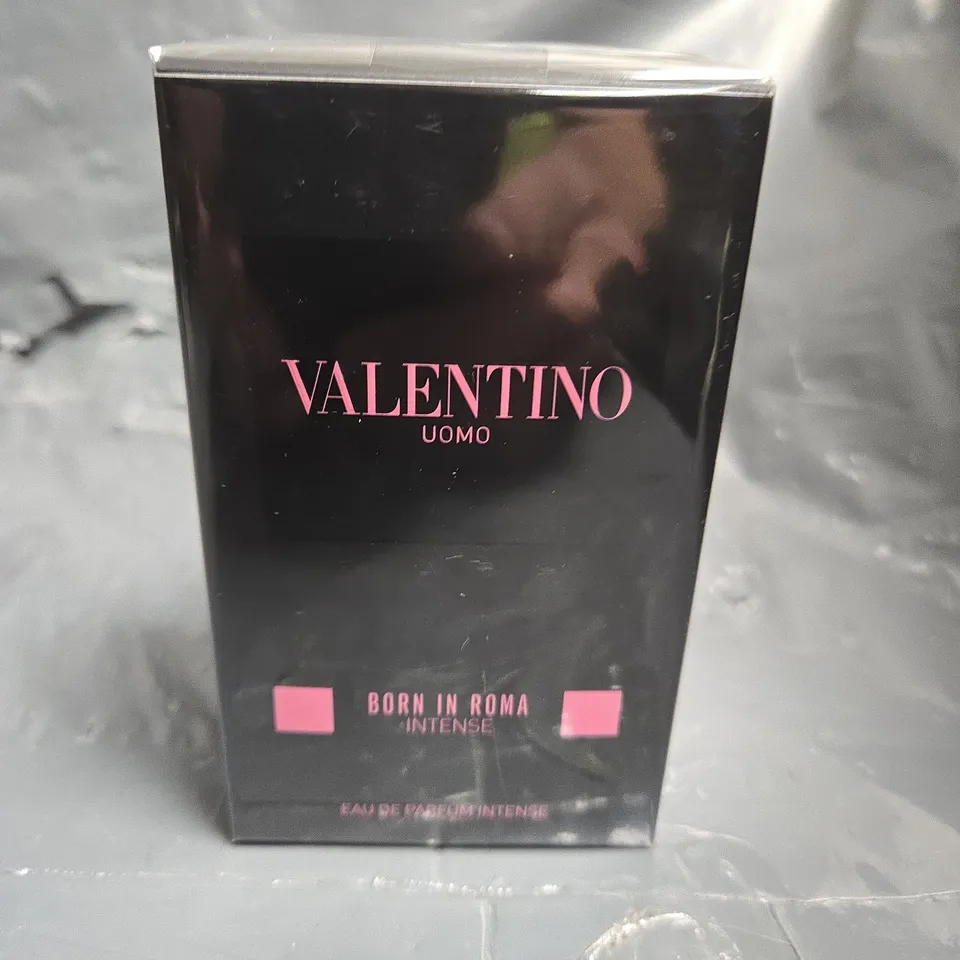 VALENTINO
UOMO
BORN IN ROMA
INTENSE
EAU DE PARFUM INTENSE